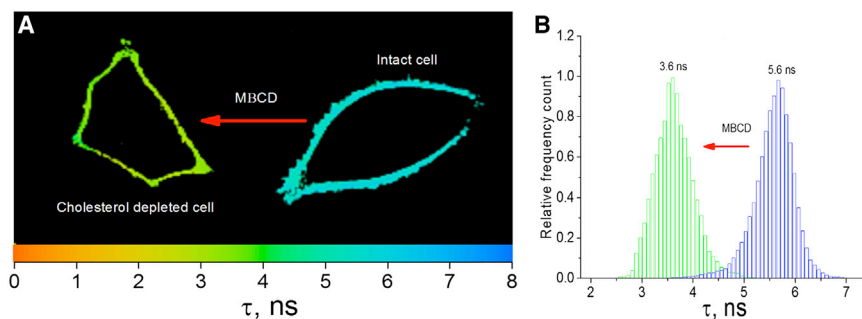 A
Intact cell
MBCD
Cholesterol depleted cell
0 1 2 3 4 5 6 7 8
τ, ns
B
3.6 ns
5.6 ns
MBCD
Relative frequency count
1.2
1.0
0.8
0.6
0.4
0.2
0.0
2 3 4 5 6 7
τ, ns